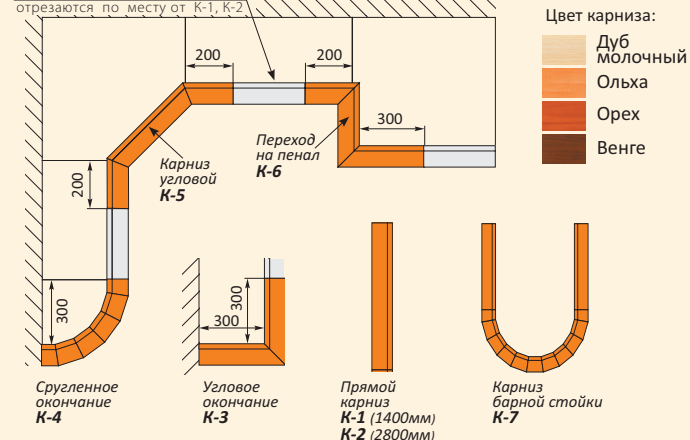 отрезаются по месту от К-1, К-2
Цвет карниза:
Дуб
молочный
Ольха
Орех
Венге
200
200
300
Карниз
угловой
К-5
Переход
на пенал
К-6
200
300
300
300
Сругленное
окончание
К-4
Угловое
окончание
К-3
Прямой
карниз
К-1 (1400мм)
К-2 (2800мм)
Карниз
барной стойки
К-7